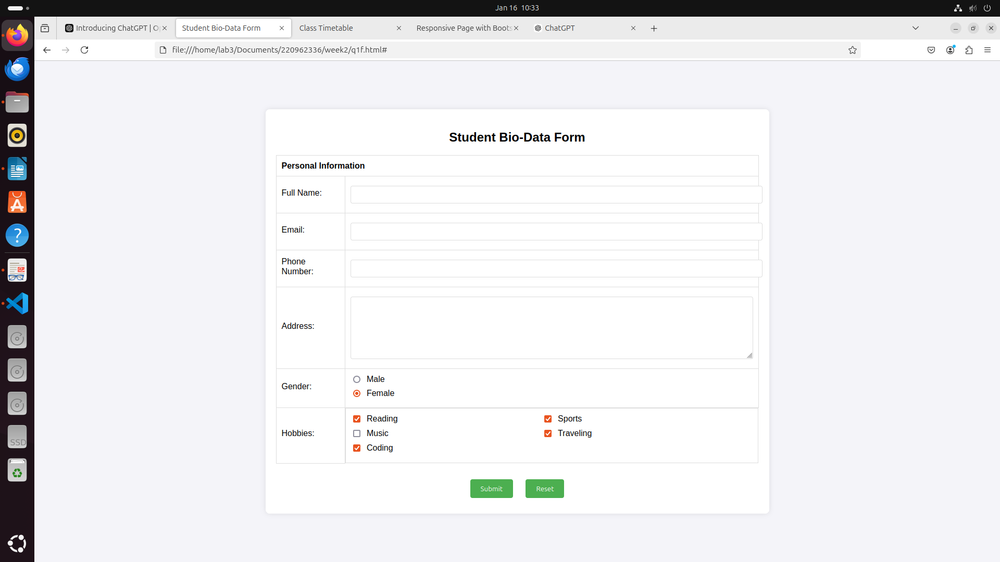 Jan 16 10:33
Introducing ChatGPT | Op
Student Bio-Data Form
Class Timetable
Responsive Page with Boots
ChatGPT
file:///home/lab3/Documents/220962336/week2/q1f.html#
Student Bio-Data Form
Personal Information
Full Name:
Email:
Phone
Number:
Address:
Gender:
Male
Female
Hobbies:
Reading
Sports
Music
Traveling
Coding
Submit
Reset
SSD